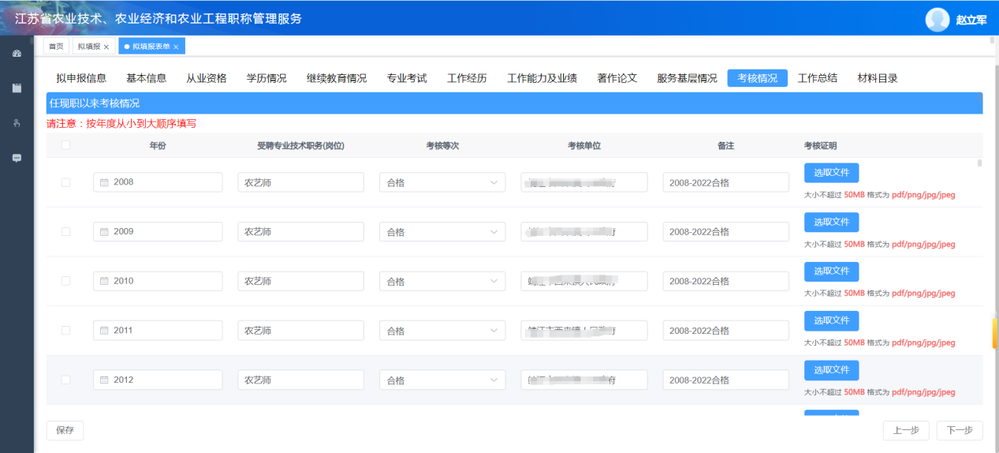 江苏省农业技术、农业经济和农业工程职称管理服务
赵立军
首页 拟填报 × 拟填报表单 ×
拟申报信息 基本信息 从业资格 学历情况 继续教育情况 专业考试 工作经历 工作能力及业绩 著作论文 服务基层情况 考核情况 工作总结 材料目录
任现职以来考核情况
请注意：按年度从小到大顺序填写
年份 受聘专业技术职务(岗位) 考核等次 考核单位 备注 考核证明
2008 农艺师 合格 2008-2022合格 选取文件
大小不超过 50MB 格式为 pdf/png/jpg/jpeg
2009 农艺师 合格 2008-2022合格 选取文件
大小不超过 50MB 格式为 pdf/png/jpg/jpeg
2010 农艺师 合格 2008-2022合格 选取文件
大小不超过 50MB 格式为 pdf/png/jpg/jpeg
2011 农艺师 合格 2008-2022合格 选取文件
大小不超过 50MB 格式为 pdf/png/jpg/jpeg
2012 农艺师 合格 2008-2022合格 选取文件
大小不超过 50MB 格式为 pdf/png/jpg/jpeg
保存 上一步 下一步